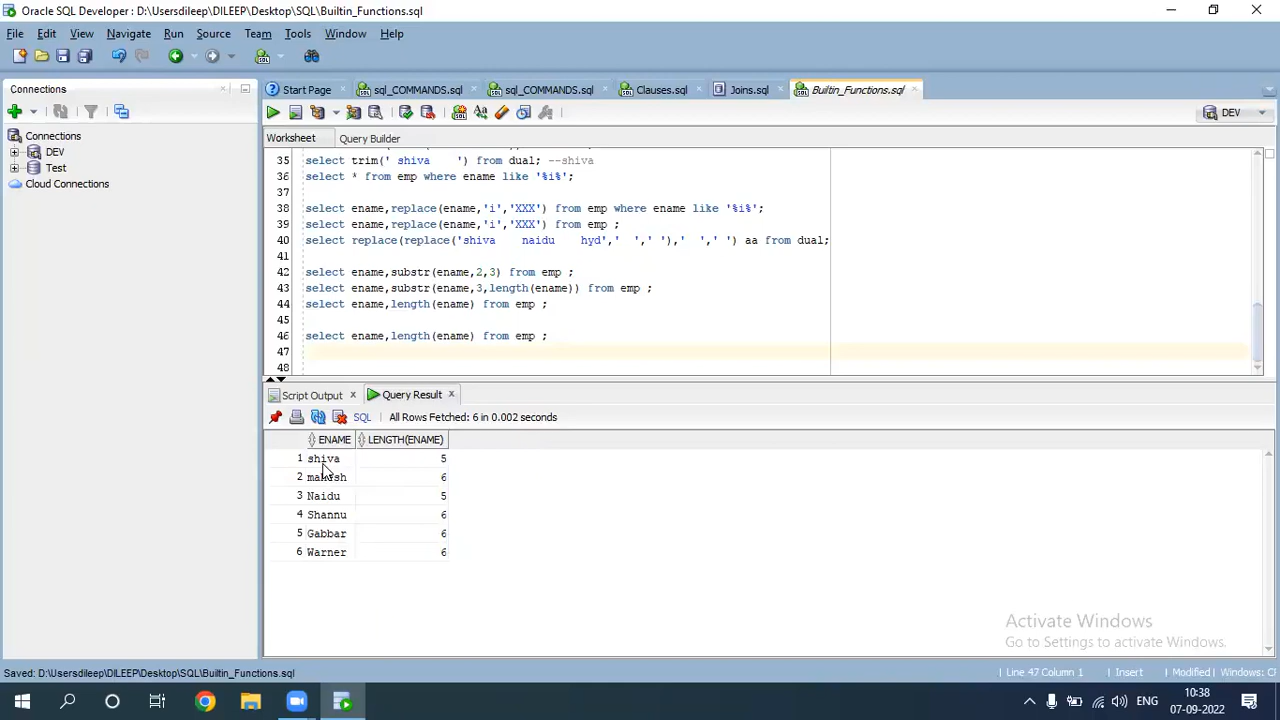 Oracle SQL Developer : D:\Usersdileep\DILEEP\Desktop\SQL\Builtin_Functions.sql
File Edit View Navigate Run Source Team Tools Window Help
Connections
Start Page sql_COMMANDS.sql sql_COMMANDS.sql Clauses.sql Joins.sql Builtin_Functions.sql
DEV
Worksheet Query Builder
Connections
DEV
Test
Cloud Connections
35 select trim(' shiva    ') from dual; --shiva
36 select * from emp where ename like '%i%';
37
38 select ename,replace(ename,'i','XXX') from emp where ename like '%i%';
39 select ename,replace(ename,'i','XXX') from emp ;
40 select replace(replace('shiva    naidu    hyd','  ',' '),'  ',' ') aa from dual;
41
42 select ename,substr(ename,2,3) from emp ;
43 select ename,substr(ename,3,length(ename)) from emp ;
44 select ename,length(ename) from emp ;
45
46 select ename,length(ename) from emp ;
47
48
Script Output Query Result
SQL All Rows Fetched: 6 in 0.002 seconds
ENAME LENGTH(ENAME)
1 shiva 5
2 6
3 Naidu 5
4 Shannu 6
5 Gabbar 6
6 Warner 6
Activate Windows
Go to Settings to activate Windows.
Saved: D:\Usersdileep\DILEEP\Desktop\SQL\Builtin_Functions.sql
Line 47 Column 1 Insert Modified Windows: C
ENG
10:38
07-09-2022